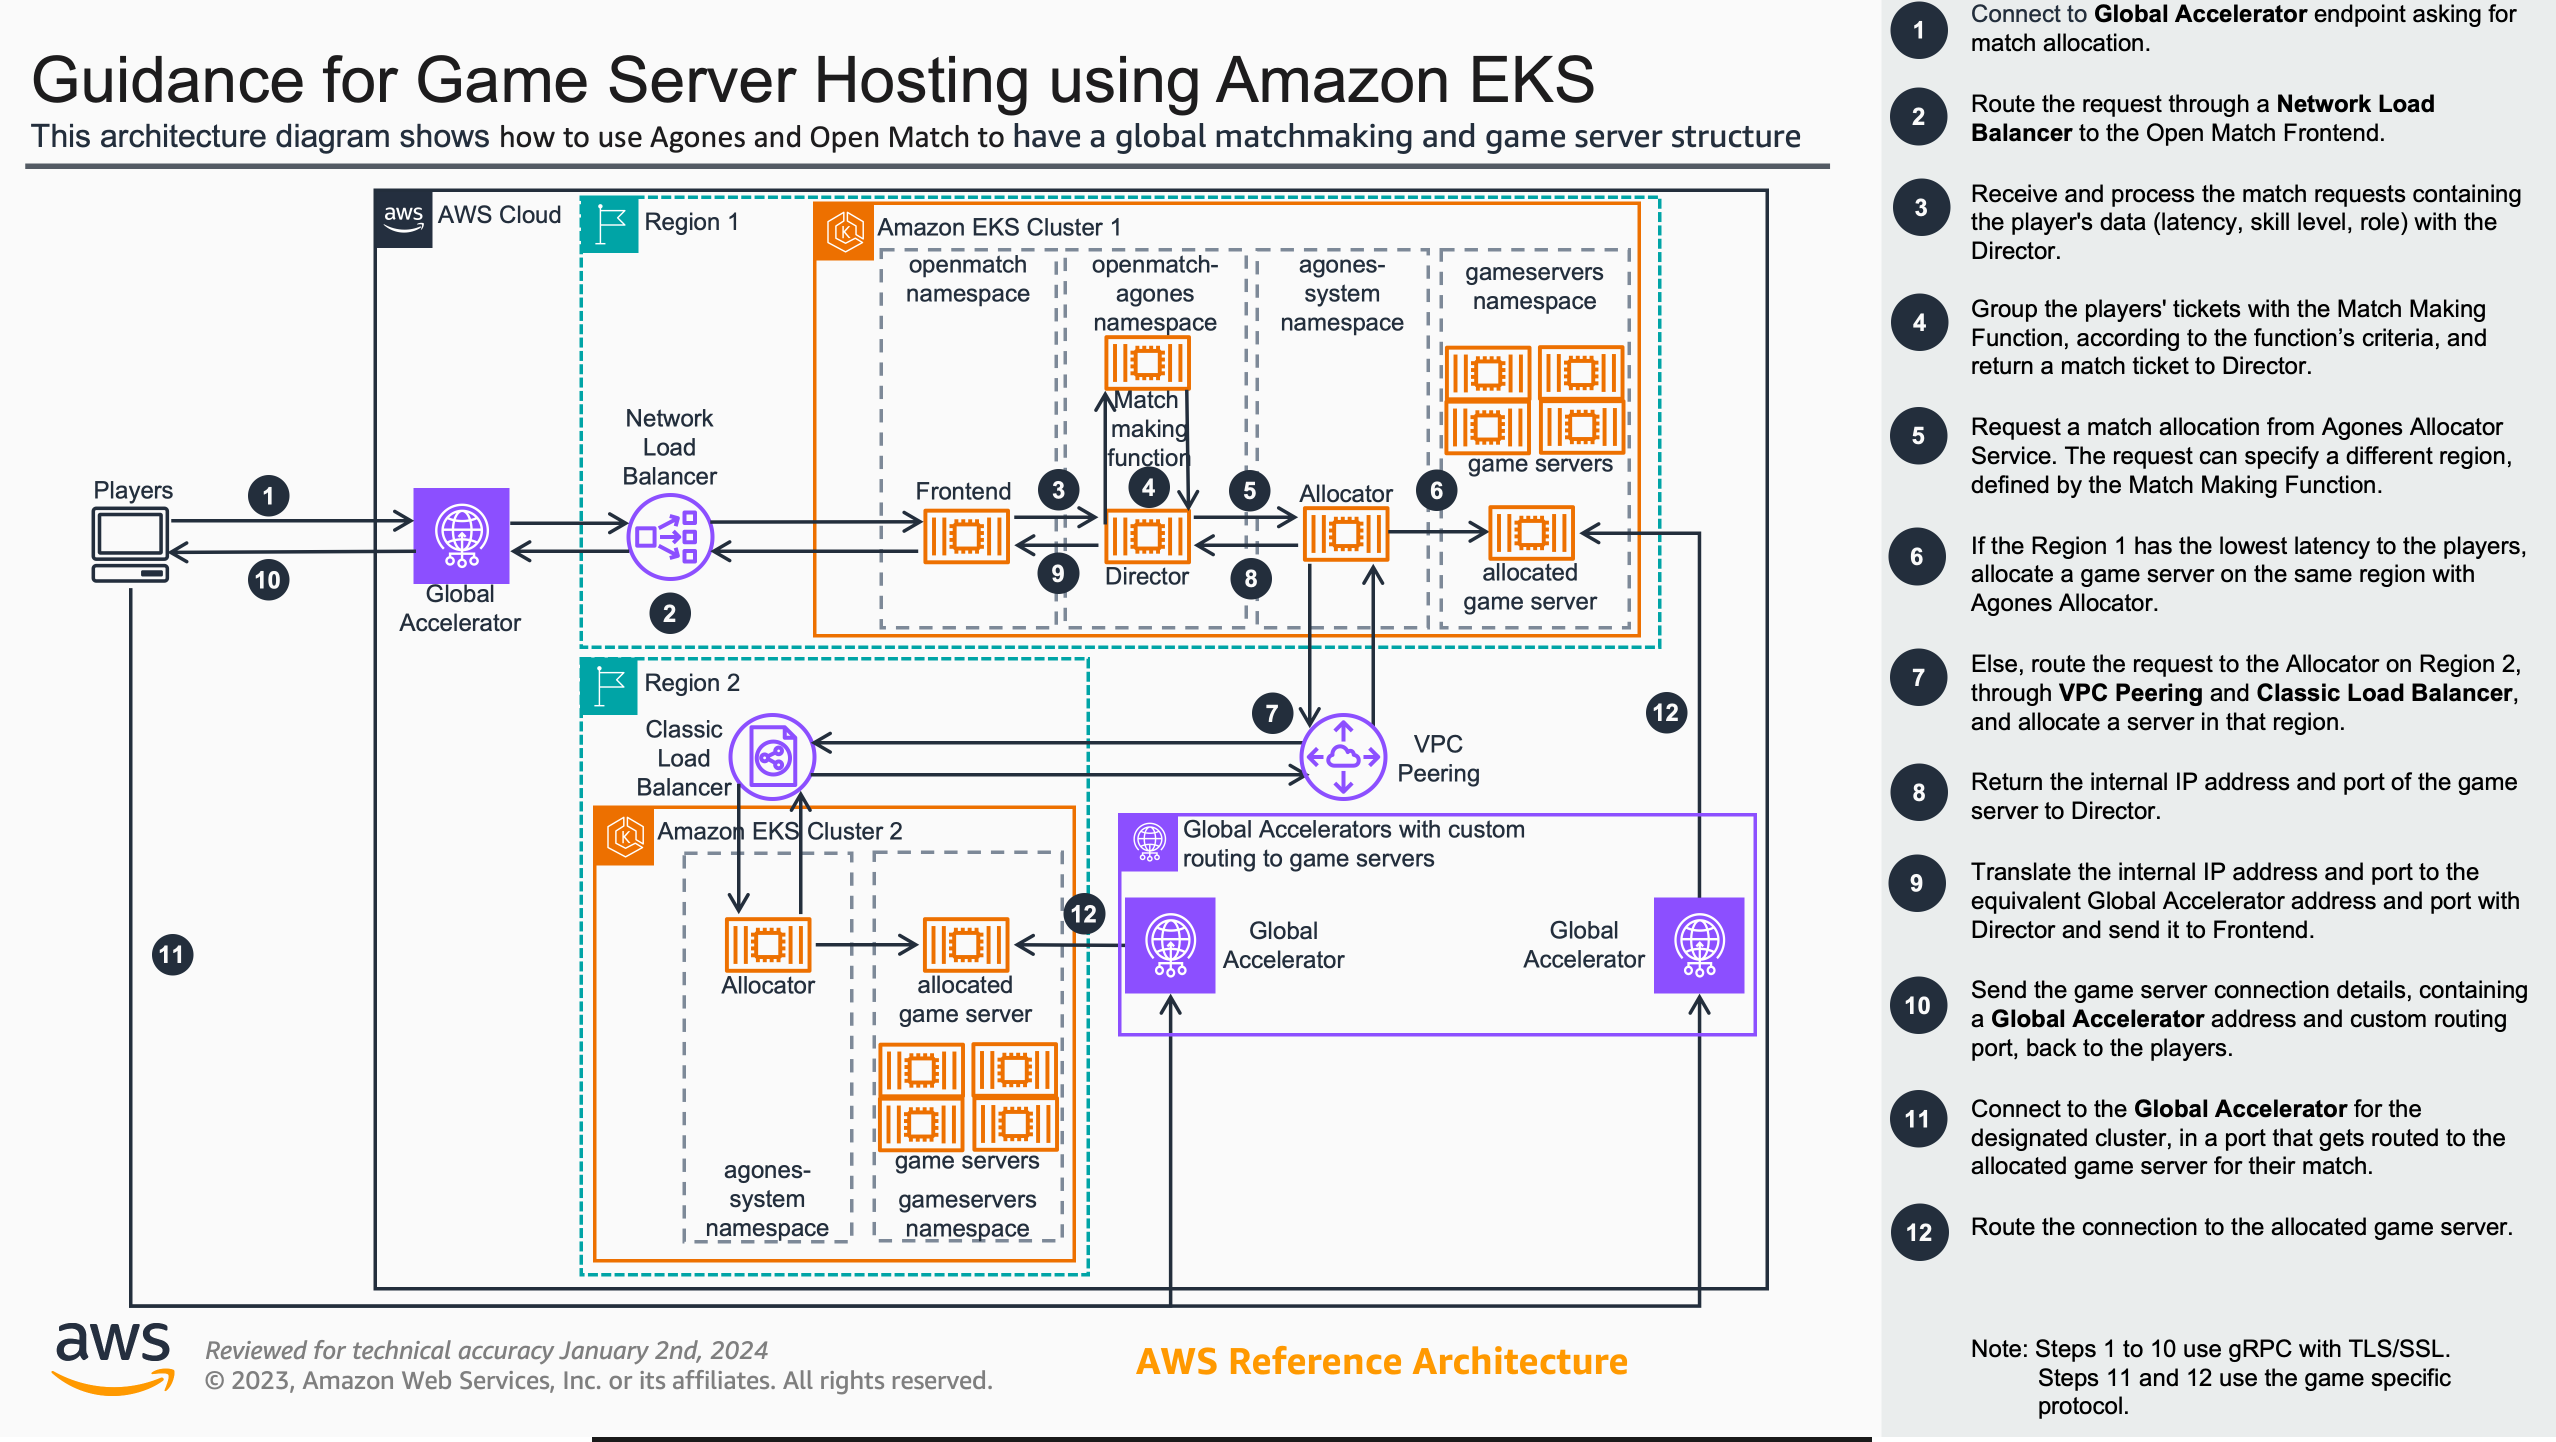 Guidance for Game Server Hosting using Amazon EKS
This architecture diagram shows how to use Agones and Open Match to have a global matchmaking and game server structure
aws
AWS Cloud
Region 1
Amazon EKS Cluster 1
openmatch
namespace
openmatch-
agones
namespace
agones-
system
namespace
gameservers
namespace
Match
making
function
game servers
Network
Load
Balancer
Players
1
10
Global
Accelerator
2
Frontend
3
4
5
Allocator
6
9
Director
8
allocated
game server
Region 2
Classic
Load
Balancer
7
VPC
Peering
12
Amazon EKS Cluster 2
Global Accelerators with custom
routing to game servers
12
Global
Accelerator
Global
Accelerator
11
Allocator
allocated
game server
game servers
agones-
system
namespace
gameservers
namespace
aws
Reviewed for technical accuracy January 2nd, 2024
© 2023, Amazon Web Services, Inc. or its affiliates. All rights reserved.
AWS Reference Architecture
1
Connect to Global Accelerator endpoint asking for
match allocation.
2
Route the request through a Network Load
Balancer to the Open Match Frontend.
3
Receive and process the match requests containing
the player's data (latency, skill level, role) with the
Director.
4
Group the players' tickets with the Match Making
Function, according to the function’s criteria, and
return a match ticket to Director.
5
Request a match allocation from Agones Allocator
Service. The request can specify a different region,
defined by the Match Making Function.
6
If the Region 1 has the lowest latency to the players,
allocate a game server on the same region with
Agones Allocator.
7
Else, route the request to the Allocator on Region 2,
through VPC Peering and Classic Load Balancer,
and allocate a server in that region.
8
Return the internal IP address and port of the game
server to Director.
9
Translate the internal IP address and port to the
equivalent Global Accelerator address and port with
Director and send it to Frontend.
10
Send the game server connection details, containing
a Global Accelerator address and custom routing
port, back to the players.
11
Connect to the Global Accelerator for the
designated cluster, in a port that gets routed to the
allocated game server for their match.
12
Route the connection to the allocated game server.
Note: Steps 1 to 10 use gRPC with TLS/SSL.
Steps 11 and 12 use the game specific
protocol.